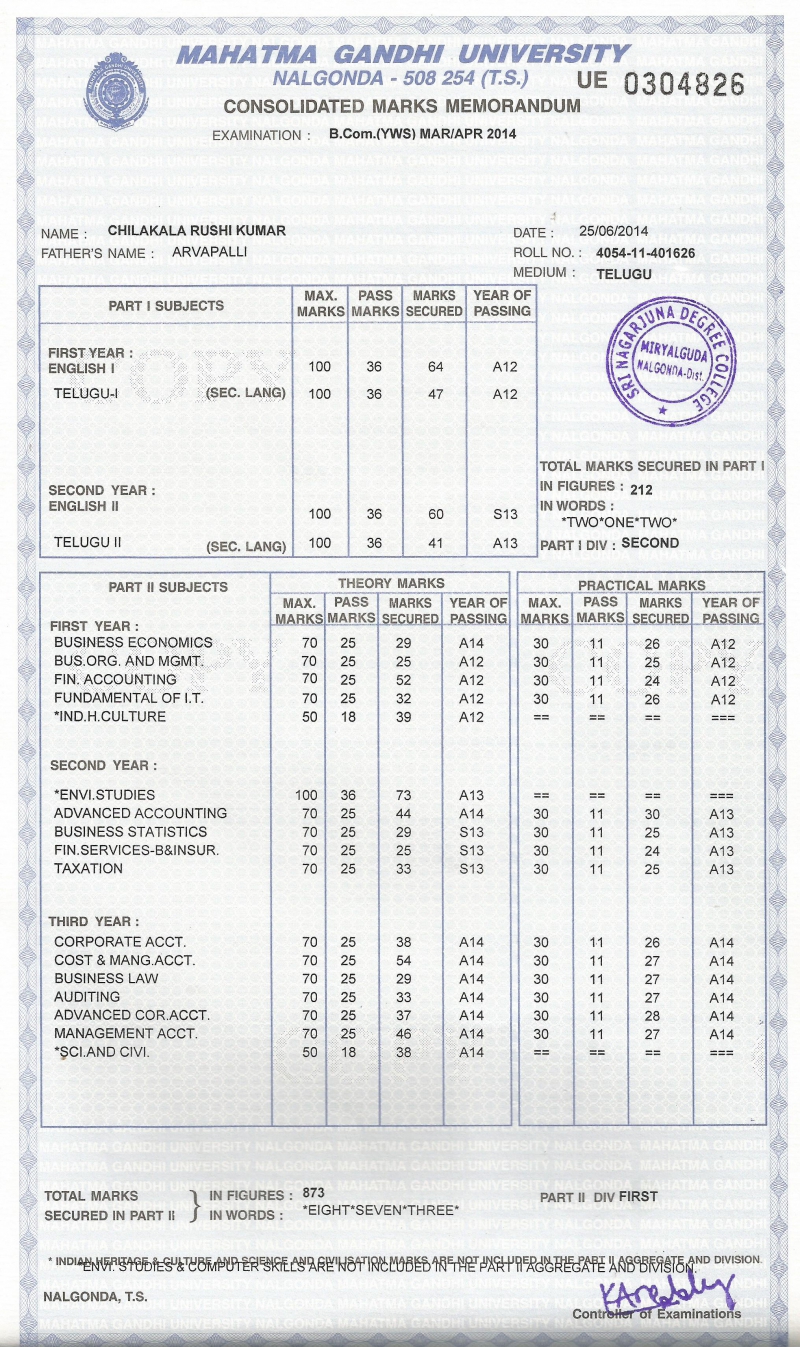 MAHATMA GANDHI UNIVERSITY
NALGONDA - 508 254 (T.S.) UE 0304826
CONSOLIDATED MARKS MEMORANDUM
EXAMINATION : B.Com.(YWS) MAR/APR 2014
NAME : CHILAKALA RUSHI KUMAR DATE : 25/06/2014
FATHER'S NAME : ARVAPALLI ROLL NO. : 4054-11-401626
MEDIUM : TELUGU
PART I SUBJECTS MAX. MARKS PASS MARKS MARKS SECURED YEAR OF PASSING
FIRST YEAR :
ENGLISH I 100 36 64 A12
TELUGU-I (SEC. LANG) 100 36 47 A12
SECOND YEAR :
ENGLISH II 100 36 60 S13
TELUGU II (SEC. LANG) 100 36 41 A13
SRI NAGARJUNA DEGREE COLLEGE
MIRYALGUDA
NALGONDA-Dist.
TOTAL MARKS SECURED IN PART I
IN FIGURES : 212
IN WORDS :
*TWO*ONE*TWO*
PART I DIV : SECOND
PART II SUBJECTS THEORY MARKS PRACTICAL MARKS
MAX. MARKS PASS MARKS MARKS SECURED YEAR OF PASSING MAX. MARKS PASS MARKS MARKS SECURED YEAR OF PASSING
FIRST YEAR :
BUSINESS ECONOMICS 70 25 29 A14 30 11 26 A12
BUS.ORG. AND MGMT. 70 25 25 A12 30 11 25 A12
FIN. ACCOUNTING 70 25 52 A12 30 11 24 A12
FUNDAMENTAL OF I.T. 70 25 32 A12 30 11 26 A12
*IND.H.CULTURE 50 18 39 A12 == == == ===
SECOND YEAR :
*ENVI.STUDIES 100 36 73 A13 == == == ===
ADVANCED ACCOUNTING 70 25 44 A14 30 11 30 A13
BUSINESS STATISTICS 70 25 29 S13 30 11 25 A13
FIN.SERVICES-B&INSUR. 70 25 25 S13 30 11 24 A13
TAXATION 70 25 33 S13 30 11 25 A13
THIRD YEAR :
CORPORATE ACCT. 70 25 38 A14 30 11 26 A14
COST & MANG.ACCT. 70 25 54 A14 30 11 27 A14
BUSINESS LAW 70 25 29 A14 30 11 27 A14
AUDITING 70 25 33 A14 30 11 27 A14
ADVANCED COR.ACCT. 70 25 37 A14 30 11 28 A14
MANAGEMENT ACCT. 70 25 46 A14 30 11 27 A14
*SCI.AND CIVI. 50 18 38 A14 == == == ===
TOTAL MARKS SECURED IN PART II } IN FIGURES : 873 PART II DIV FIRST
IN WORDS : *EIGHT*SEVEN*THREE*
* INDIAN HERITAGE & CULTURE AND SCIENCE AND CIVILISATION MARKS ARE NOT INCLUDED IN THE PART II AGGREGATE AND DIVISION.
*ENVI. STUDIES & COMPUTER SKILLS ARE NOT INCLUDED IN THE PART II AGGREGATE AND DIVISION.
NALGONDA, T.S.
Controller of Examinations